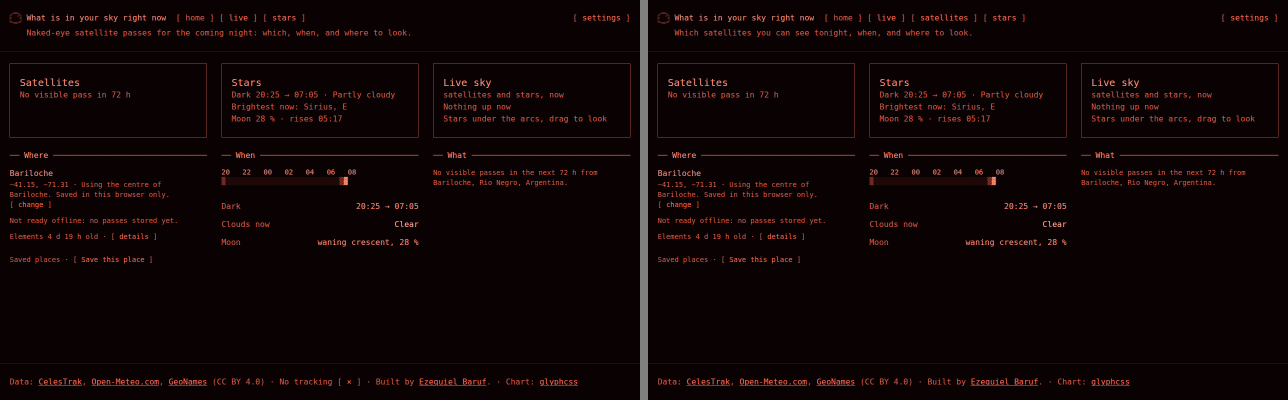 What is in your sky right now [ home ] [ live ] [ stars ] [ settings ]
Naked-eye satellite passes for the coming night: which, when, and where to look.
Satellites
No visible pass in 72 h
Stars
Dark 20:25 → 07:05 · Partly cloudy
Brightest now: Sirius, E
Moon 28 % · rises 05:17
Live sky
satellites and stars, now
Nothing up now
Stars under the arcs, drag to look
Where
Bariloche
−41.15, −71.31 · Using the centre of
Bariloche. Saved in this browser only.
[ change ]
Not ready offline: no passes stored yet.
Elements 4 d 19 h old · [ details ]
Saved places · [ Save this place ]
When
20 22 00 02 04 06 08
Dark 20:25 → 07:05
Clouds now Clear
Moon waning crescent, 28 %
What
No visible passes in the next 72 h from
Bariloche, Rio Negro, Argentina.
Data: CelesTrak, Open-Meteo.com, GeoNames (CC BY 4.0) · No tracking [ × ] · Built by Ezequiel Baruf. · Chart: glyphcss
What is in your sky right now [ home ] [ live ] [ satellites ] [ stars ] [ settings ]
Which satellites you can see tonight, when, and where to look.
Satellites
No visible pass in 72 h
Stars
Dark 20:25 → 07:05 · Partly cloudy
Brightest now: Sirius, E
Moon 28 % · rises 05:17
Live sky
satellites and stars, now
Nothing up now
Stars under the arcs, drag to look
Where
Bariloche
−41.15, −71.31 · Using the centre of
Bariloche. Saved in this browser only.
[ change ]
Not ready offline: no passes stored yet.
Elements 4 d 19 h old · [ details ]
Saved places · [ Save this place ]
When
20 22 00 02 04 06 08
Dark 20:25 → 07:05
Clouds now Clear
Moon waning crescent, 28 %
What
No visible passes in the next 72 h from
Bariloche, Rio Negro, Argentina.
Data: CelesTrak, Open-Meteo.com, GeoNames (CC BY 4.0) · Built by Ezequiel Baruf. · Chart: glyphcss